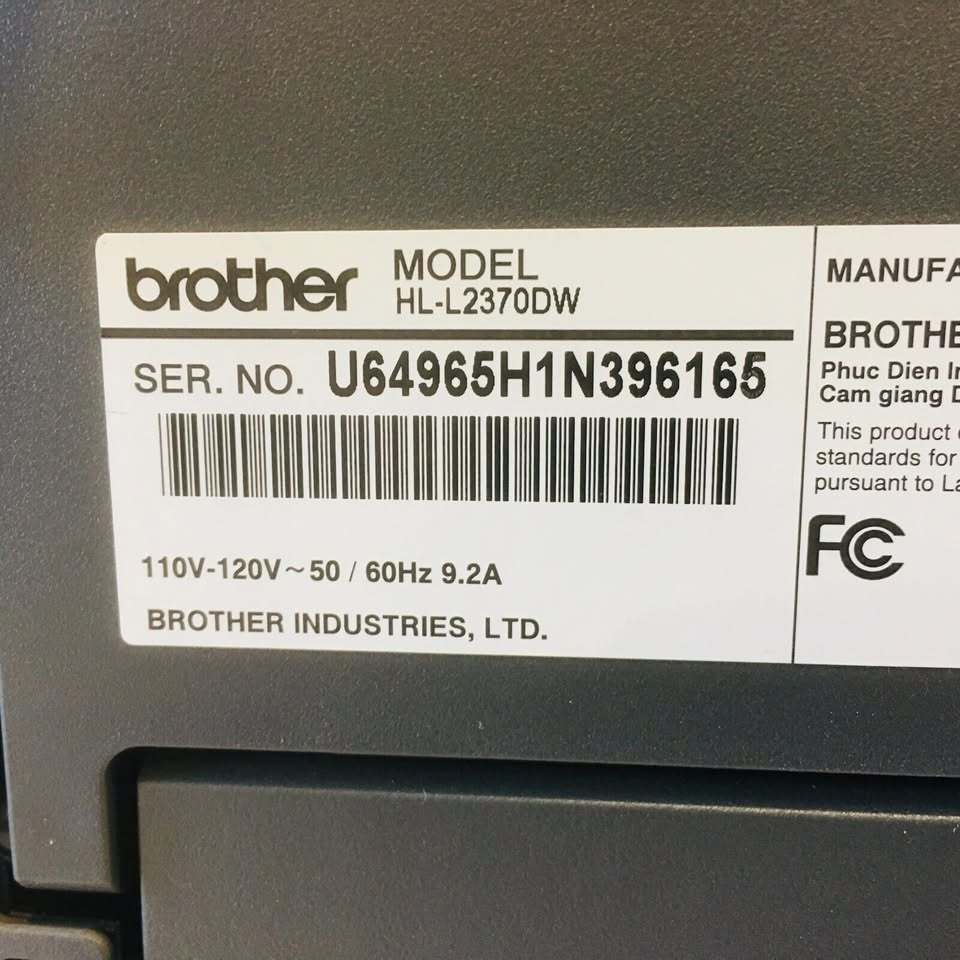 brother MODEL
HL-L2370DW
SER. NO. U64965H1N396165
110V-120V~50 / 60Hz 9.2A
BROTHER INDUSTRIES, LTD.
MANUFA
BROTHE
Phuc Dien In
Cam giang D
This product
standards for
pursuant to La
FC